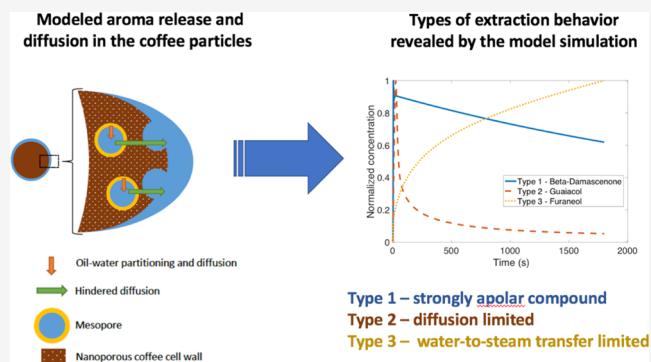 Modeled aroma release and
diffusion in the coffee particles
Oil-water partitioning and diffusion
Hindered diffusion
Mesopore
Nanoporous coffee cell wall
Types of extraction behavior
revealed by the model simulation
Normalized concentration
1
0.8
0.6
0.4
0.2
0
0
500
1000
1500
2000
Time (s)
Type 1 - Beta-Damascenone
Type 2 - Guaiacol
Type 3 - Furaneol
Type 1 – strongly apolar compound
Type 2 – diffusion limited
Type 3 – water-to-steam transfer limited